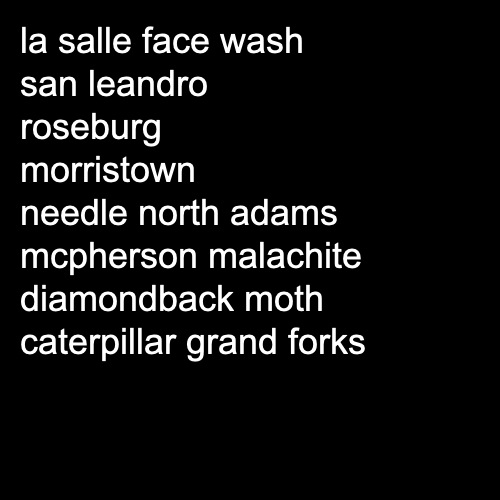 la salle face wash
san leandro
roseburg
morristown
needle north adams
mcpherson malachite
diamondback moth
caterpillar grand forks